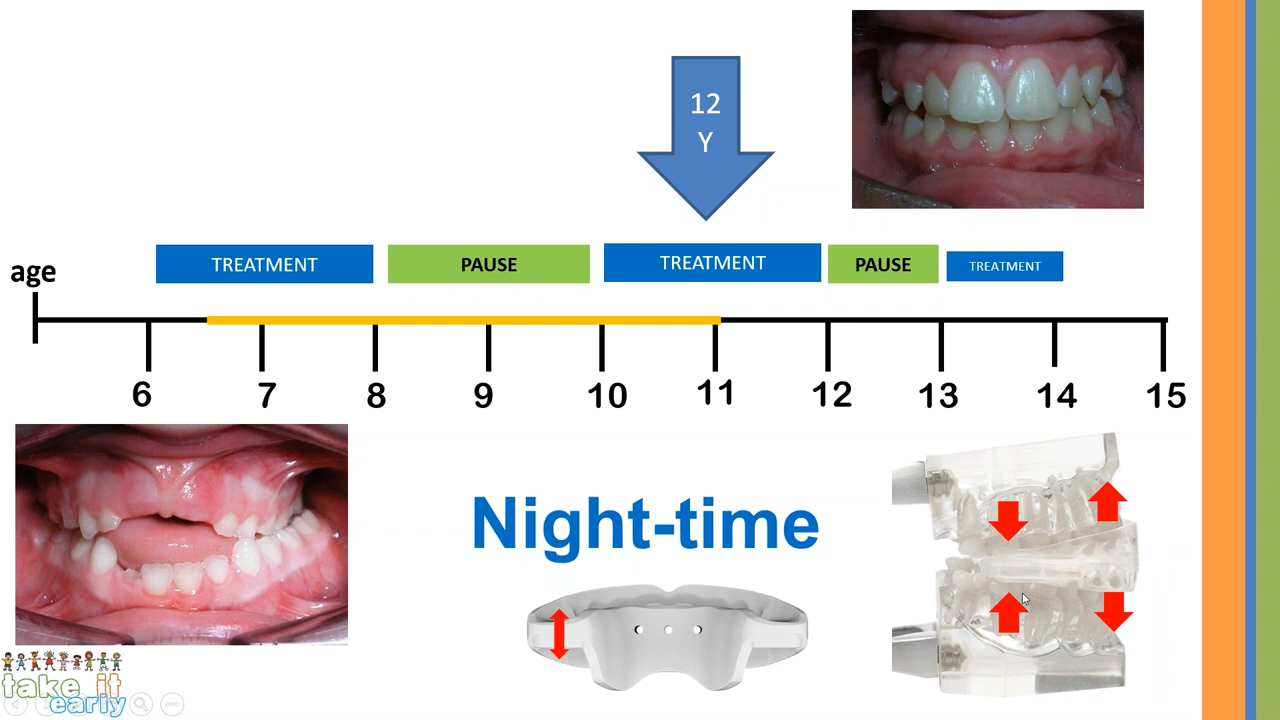 12
Y
TREATMENT
PAUSE
TREATMENT
PAUSE
TREATMENT
age
6
7
8
9
10
11
12
13
14
15
Night-time
take it
early